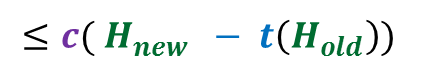 ≤ c( H_new − t(H_old))